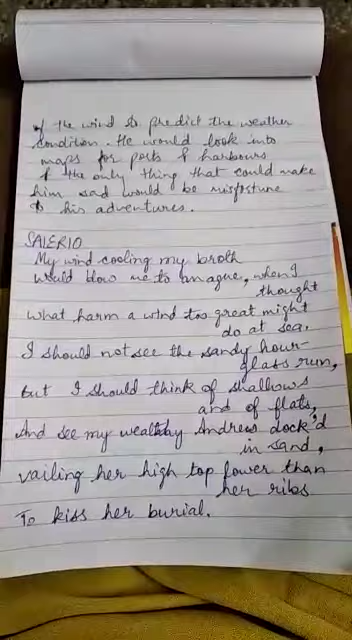 of the wind to predict the weather
condition. He would look into
maps for ports & harbours
& the only thing that could make
him sad would be misfortune
to his adventures.
SALERIO
My wind cooling my broth
would blow me to an ague, when I
thought
what harm a wind too great might
do at sea.
I should not see the sandy hour-
glass run,
But I should think of shallows
and of flats,
And see my wealthay Andrew dock'd
in sand,
vailing her high top lower than
her ribs
To kiss her burial.